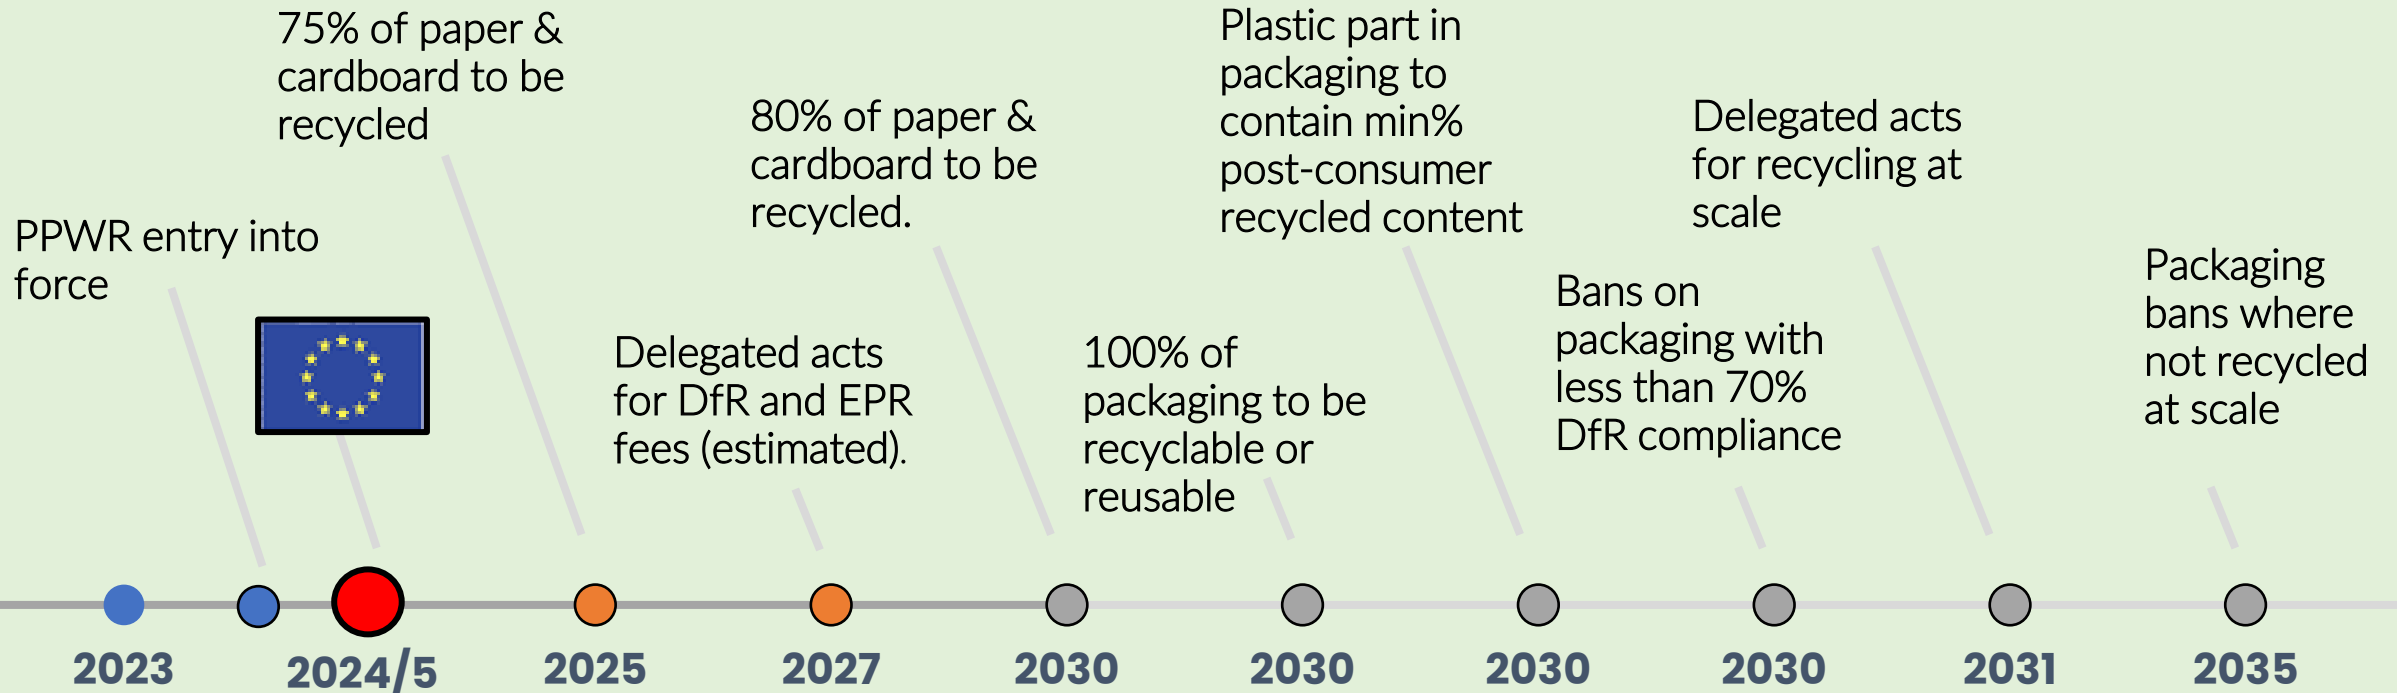 PPWR entry into
force
75% of paper &
cardboard to be
recycled
Delegated acts
for DfR and EPR
fees (estimated).
80% of paper &
cardboard to be
recycled.
100% of
packaging to be
recyclable or
reusable
Plastic part in
packaging to
contain min%
post-consumer
recycled content
Bans on
packaging with
less than 70%
DfR compliance
Delegated acts
for recycling at
scale
Packaging
bans where
not recycled
at scale
2023
2024/5
2025
2027
2030
2030
2030
2030
2031
2035